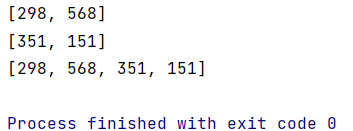 [298, 568]
[351, 151]
[298, 568, 351, 151]
Process finished with exit code 0